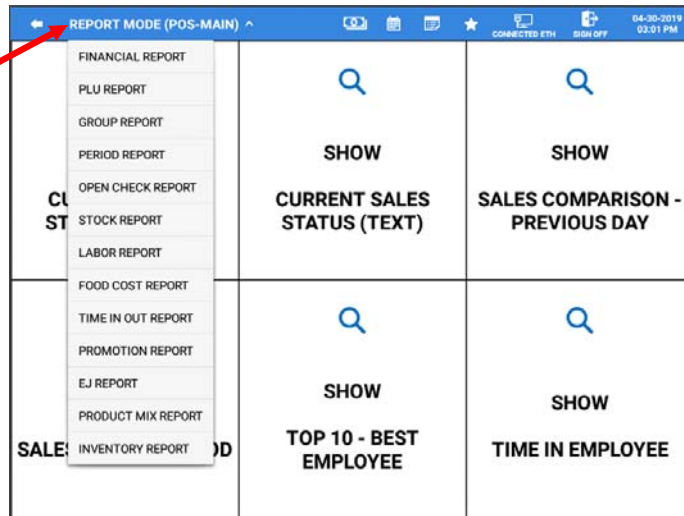 REPORT MODE (POS-MAIN)
CONNECTED ETH
SIGN OFF
04-30-2019
03:01 PM
FINANCIAL REPORT
PLU REPORT
GROUP REPORT
PERIOD REPORT
OPEN CHECK REPORT
STOCK REPORT
LABOR REPORT
FOOD COST REPORT
TIME IN OUT REPORT
PROMOTION REPORT
EJ REPORT
PRODUCT MIX REPORT
INVENTORY REPORT
SHOW
CURRENT SALES
STATUS (TEXT)
SHOW
SALES COMPARISON -
PREVIOUS DAY
SHOW
TOP 10 - BEST
EMPLOYEE
SHOW
TIME IN EMPLOYEE